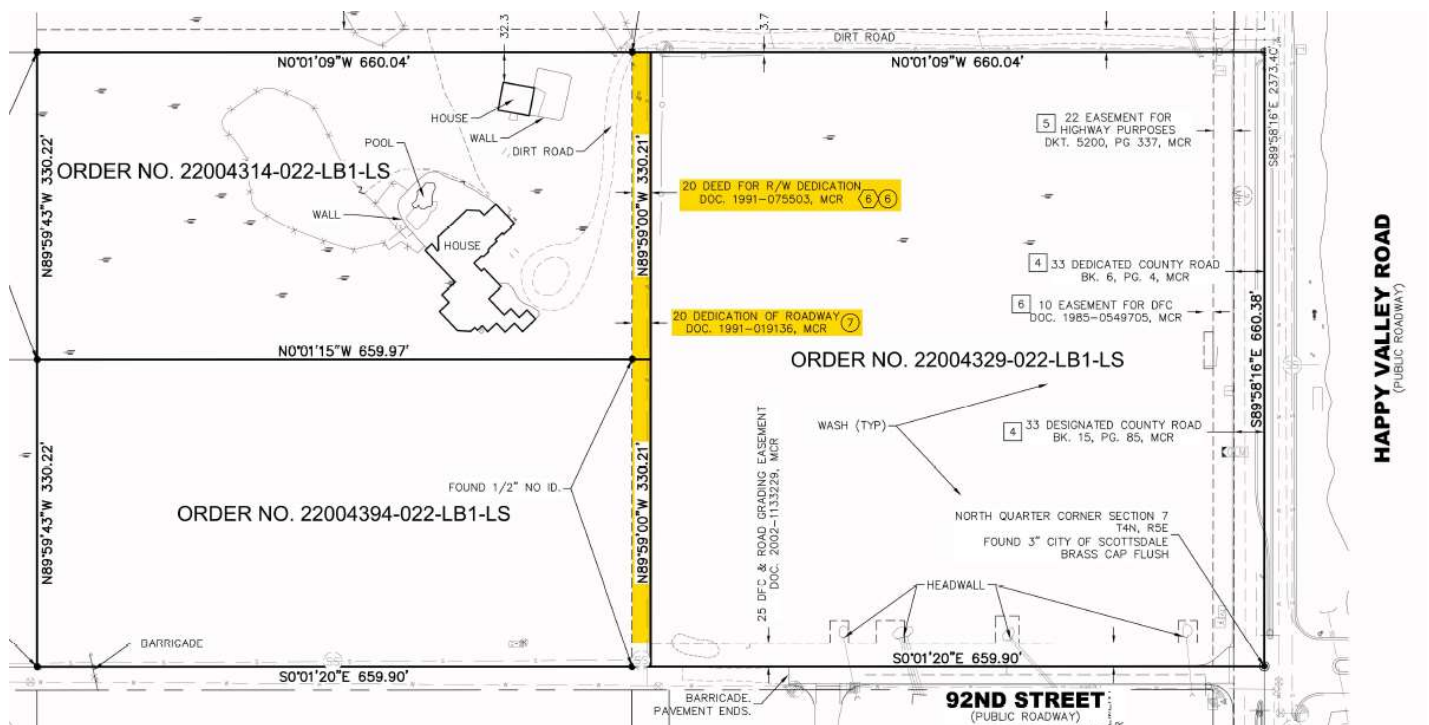 32.3
3.7
DIRT ROAD
N0°01'09"W 660.04'
N0°01'09"W 660.04'
S89°58'16"E 2373.40'
HOUSE
WALL
DIRT ROAD
POOL
ORDER NO. 22004314-022-LB1-LS
WALL
HOUSE
N89°59'43"W 330.22'
N89°59'00"W 330.21'
20 DEED FOR R/W DEDICATION
DOC. 1991-075503, MCR 6 6
5 22 EASEMENT FOR
HIGHWAY PURPOSES
DKT. 5200, PG 337, MCR
4 33 DEDICATED COUNTY ROAD
BK. 6, PG. 4, MCR
6 10 EASEMENT FOR DFC
DOC. 1985-0549705, MCR
20 DEDICATION OF ROADWAY 7
DOC. 1991-019136, MCR
N0°01'15"W 659.97'
ORDER NO. 22004329-022-LB1-LS
S89°58'16"E 660.38'
HAPPY VALLEY ROAD
(PUBLIC ROADWAY)
WASH (TYP)
4 33 DESIGNATED COUNTY ROAD
BK. 15, PG. 85, MCR
25 DFC & ROAD GRADING EASEMENT
DOC. 2002-1133229, MCR
N89°59'43"W 330.22'
FOUND 1/2" NO ID.
N89°59'00"W 330.21'
ORDER NO. 22004394-022-LB1-LS
NORTH QUARTER CORNER SECTION 7
T4N, R5E
FOUND 3" CITY OF SCOTTSDALE
BRASS CAP FLUSH
HEADWALL
BARRICADE
S0°01'20"E 659.90'
S0°01'20"E 659.90'
BARRICADE.
PAVEMENT ENDS.
92ND STREET
(PUBLIC ROADWAY)